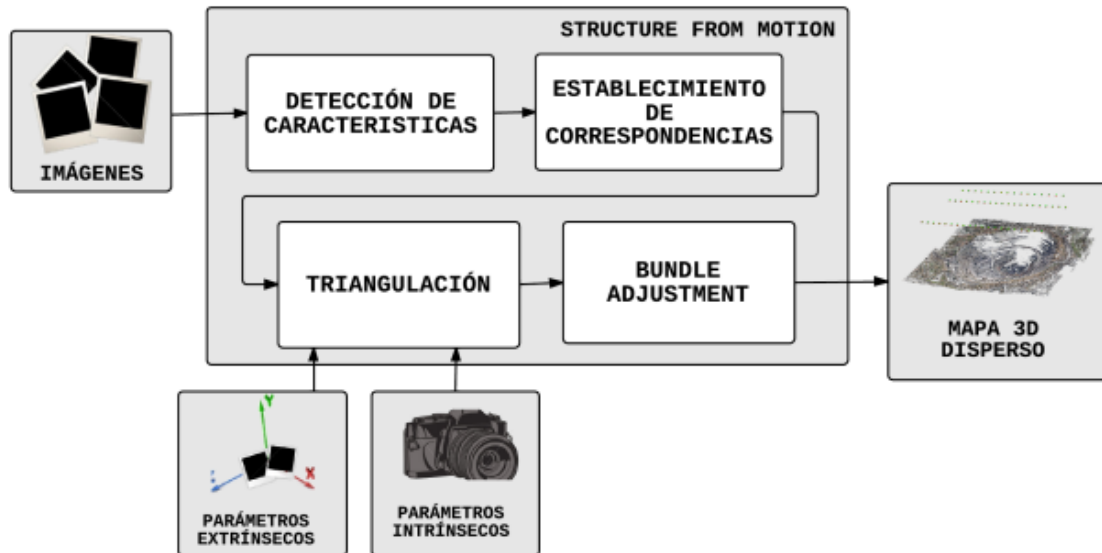 STRUCTURE FROM MOTION
IMÁGENES
DETECCIÓN DE
CARACTERISTICAS
ESTABLECIMIENTO
DE
CORRESPONDENCIAS
TRIANGULACIÓN
BUNDLE
ADJUSTMENT
MAPA 3D
DISPERSO
Y
X
PARÁMETROS
EXTRÍNSECOS
PARÁMETROS
INTRÍNSECOS